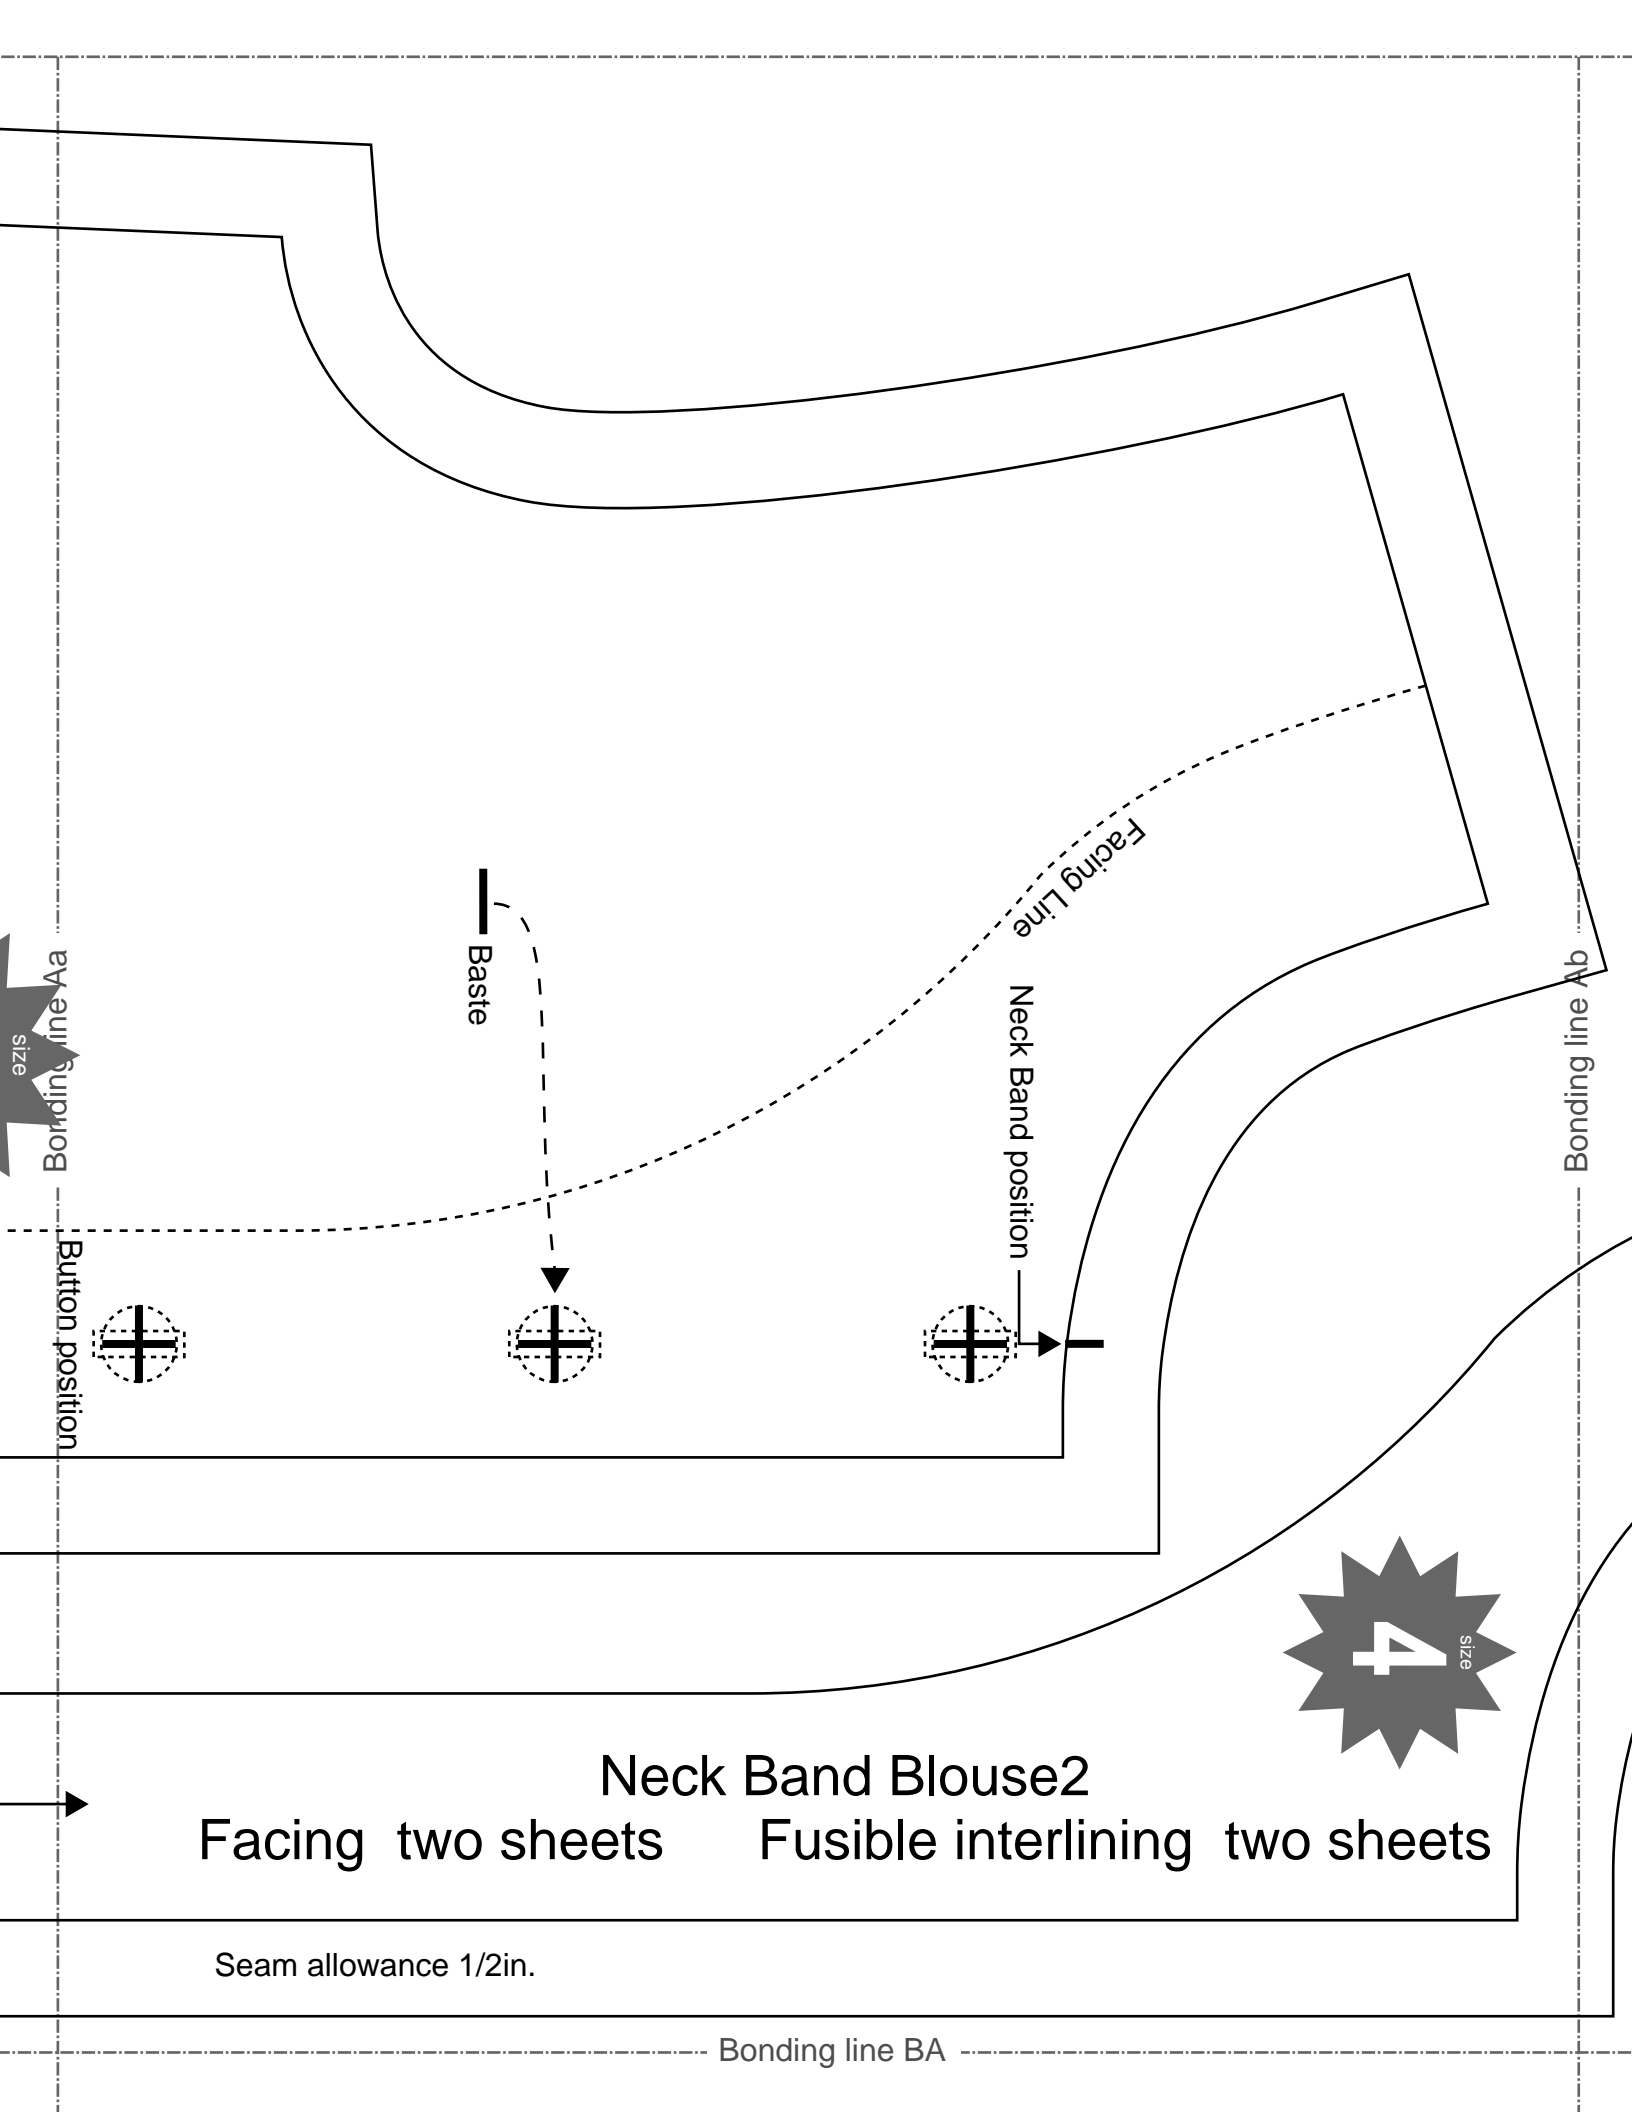 Facing Line
Baste
Neck Band position
Bonding line Aa
Bonding line Ab
size
Button position
size
4
Neck Band Blouse2
Facing two sheets Fusible interlining two sheets
Seam allowance 1/2in.
Bonding line BA